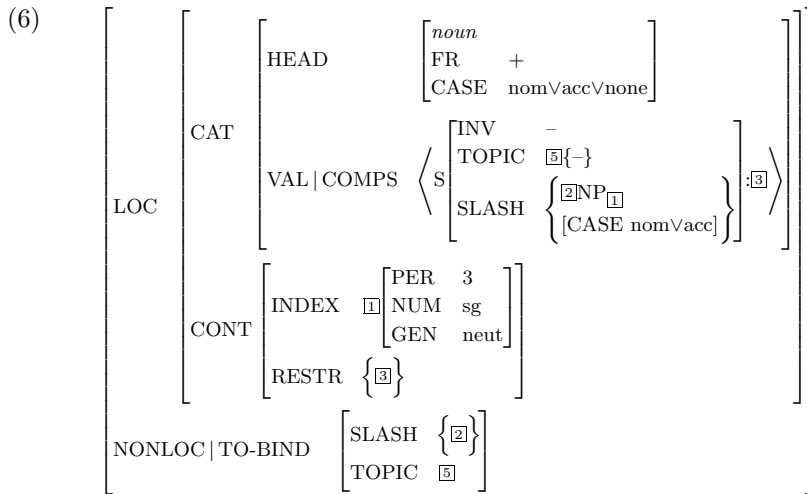 (6)
noun
HEAD FR +
CASE nom∨acc∨none
INV –
CAT TOPIC 5{–}
VAL | COMPS ⟨ S :3 ⟩
LOC SLASH { 2NP1
[CASE nom∨acc] }
PER 3
INDEX 1 NUM sg
CONT GEN neut
RESTR {3}
SLASH {2}
NONLOC | TO-BIND
TOPIC 5